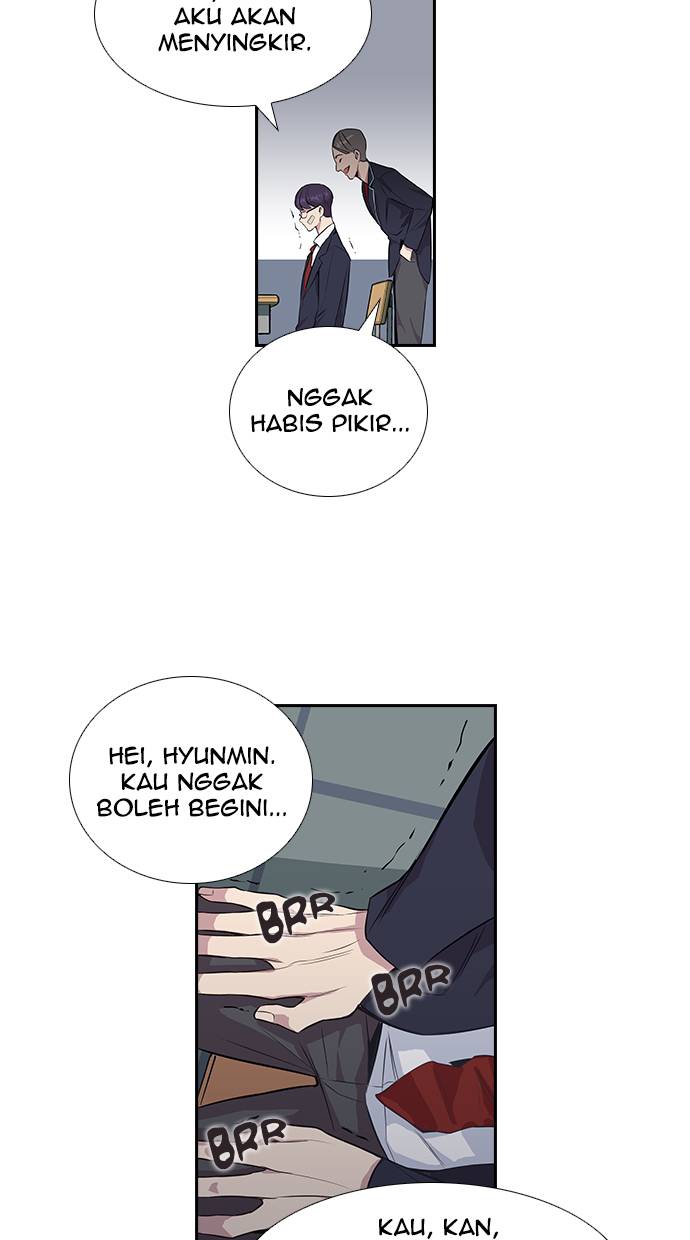 AKU AKAN
MENYINGKIR.
NGGAK
HABIS PIKIR...
HEI, HYUNMIN.
KAU NGGAK
BOLEH BEGINI...
BRR
BRR
BRR
KAU, KAN,